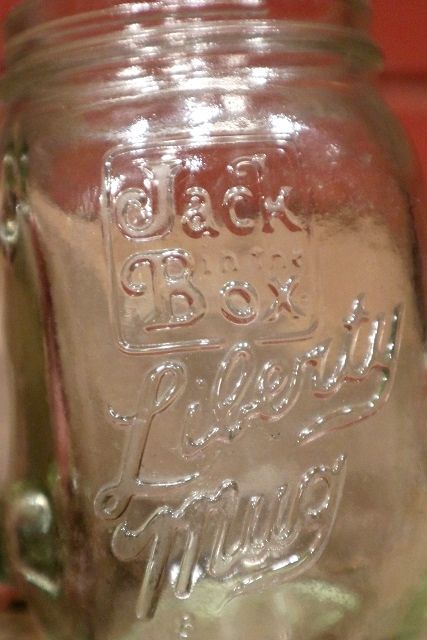 Jack
in the
Box
Liberty
Mug